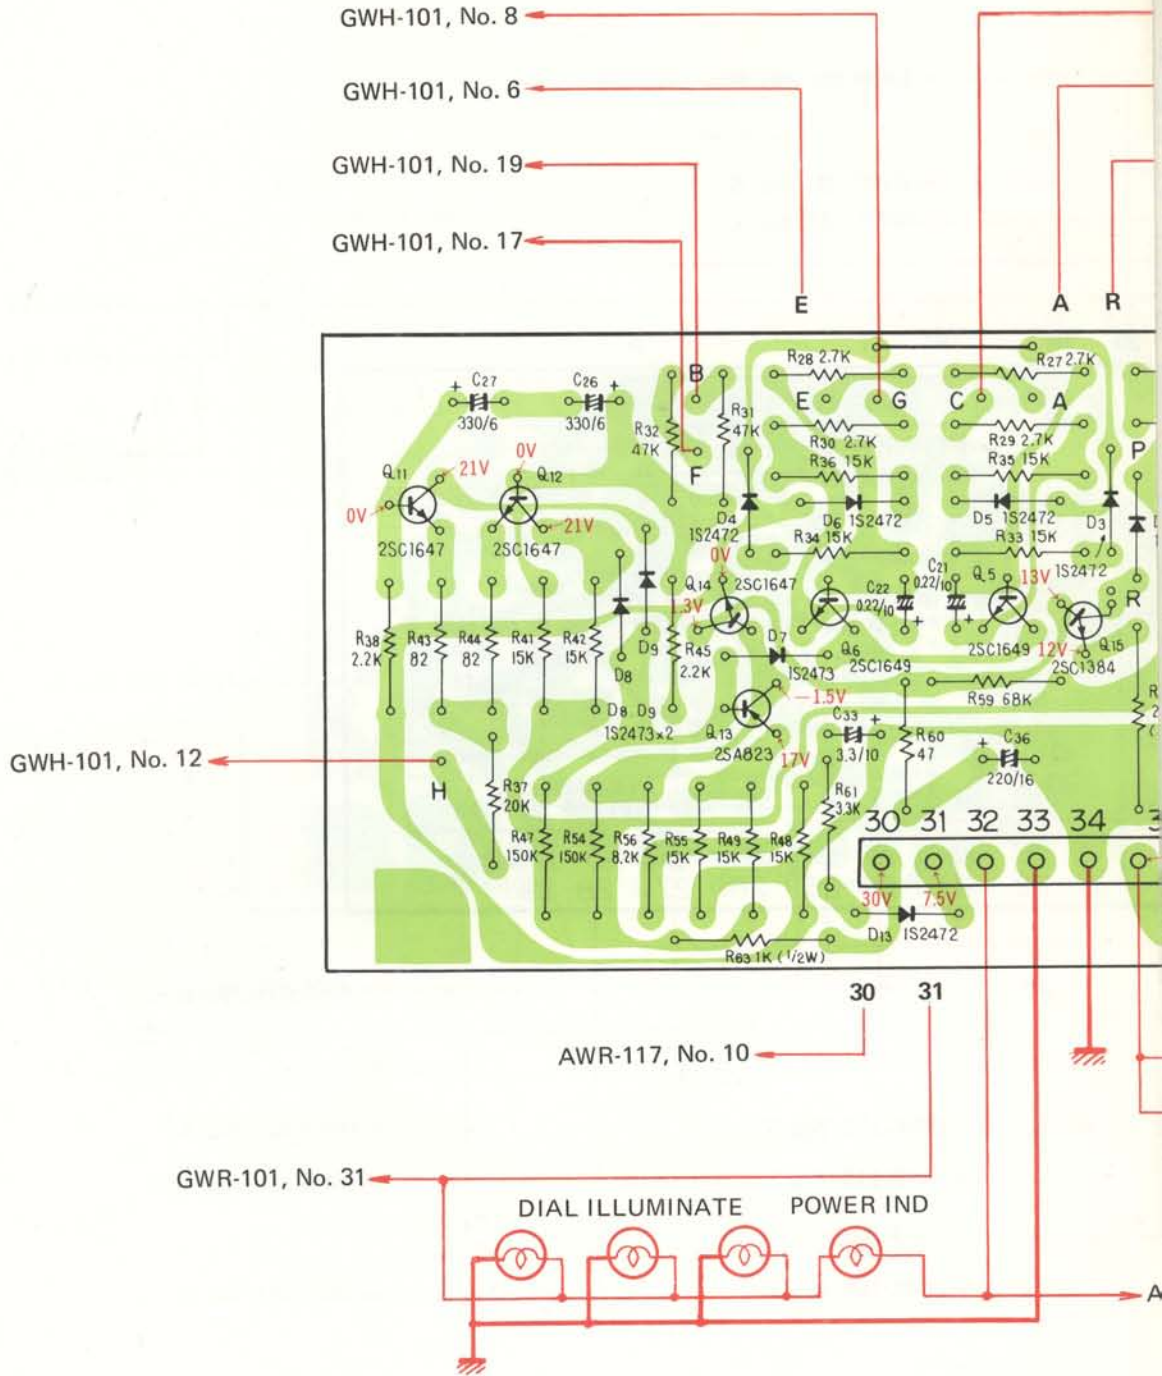 GWH-101, No. 8
GWH-101, No. 6
GWH-101, No. 19
GWH-101, No. 17
E A R
R28 2.7K R27 2.7K
C27 C26 B
+ +
330/6 330/6
E G C A
R31
47K
R32
47K
R30 2.7K R29 2.7K
P
0V
R36 15K R35 15K
Q11 21V Q12 F
0V
D4
1S2472
D6 1S2472 D5 1S2472 D3
21V
2SC1647 2SC1647
R34 15K R33 15K
0V
1S2472
Q14 2SC1647
C22
0.22/10
+
C21
0.22/10
+
Q5 13V
1.3V
R
R38
2.2K
R43
82
R44
82
R41
15K
R42
15K
D8
D9
R45
2.2K
D7
1S2473
Q6
2SC1649
2SC1649 12V Q15
2SC1384
R59 68K
-1.5V
D8 D9
1S2473x2
Q13
2SA823
17V
C33 +
3.3/10
R60
47
+ C36
220/16
GWH-101, No. 12
H
R37
20K
R61
3.3K
R47
150K
R54
150K
R56
8.2K
R55
15K
R49
15K
R48
15K
30 31 32 33 34
30V 7.5V
D13 1S2472
R63 1K (1/2W)
30 31
AWR-117, No. 10
GWR-101, No. 31
DIAL ILLUMINATE POWER IND
A